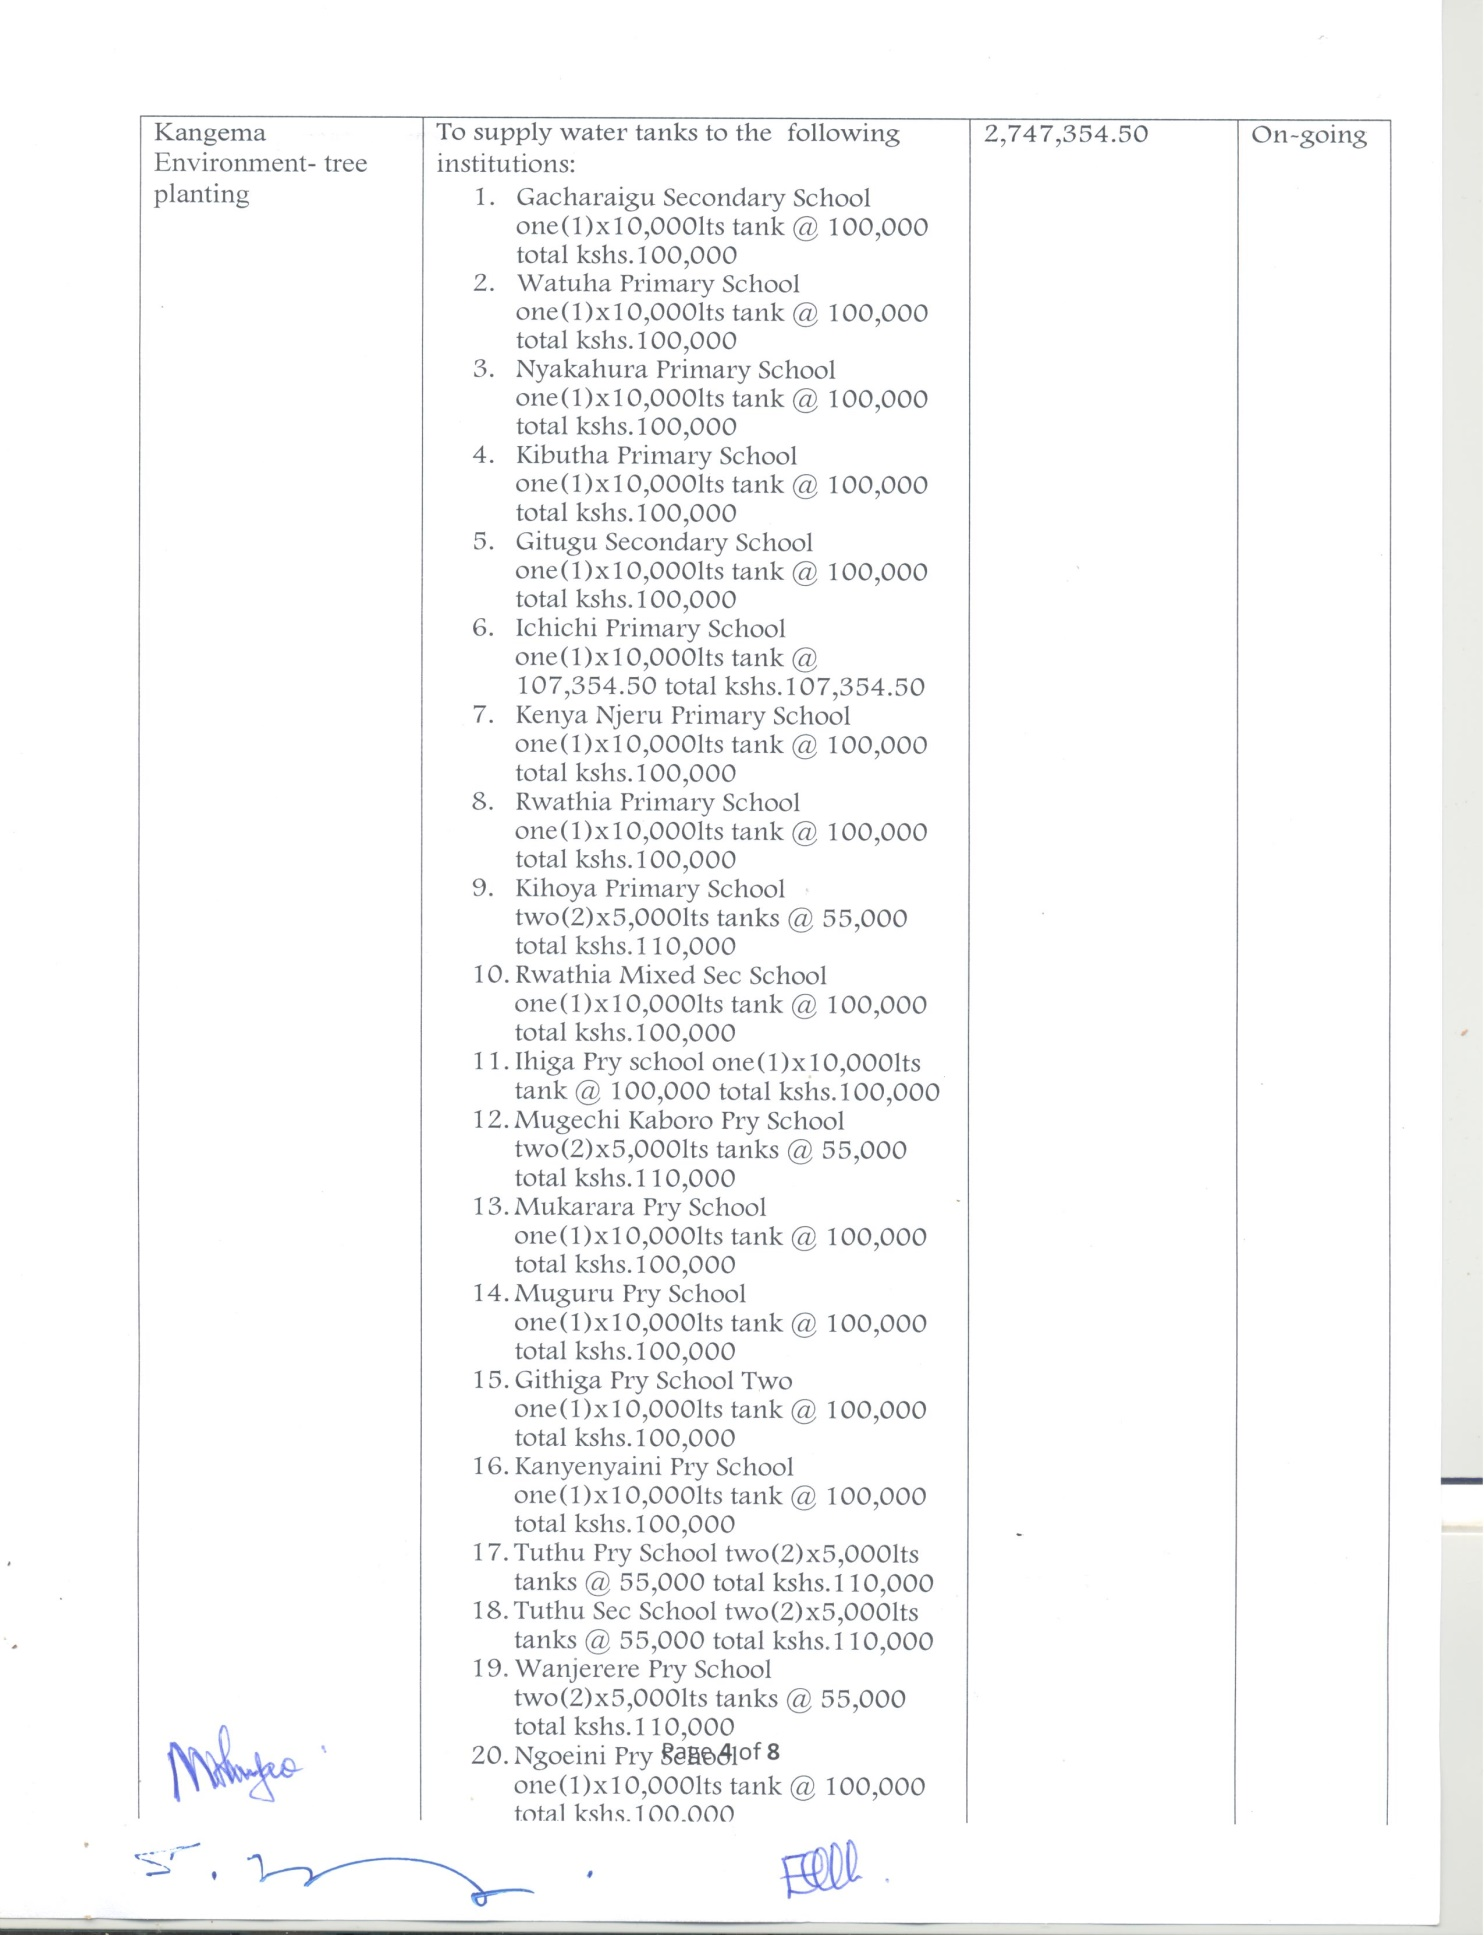 Kangema
Environment- tree
planting
To supply water tanks to the following
institutions:
1. Gacharaigu Secondary School
one(1)x10,000lts tank @ 100,000
total kshs.100,000
2. Watuha Primary School
one(1)x10,000lts tank @ 100,000
total kshs.100,000
3. Nyakahura Primary School
one(1)x10,000lts tank @ 100,000
total kshs.100,000
4. Kibutha Primary School
one(1)x10,000lts tank @ 100,000
total kshs.100,000
5. Gitugu Secondary School
one(1)x10,000lts tank @ 100,000
total kshs.100,000
6. Ichichi Primary School
one(1)x10,000lts tank @
107,354.50 total kshs.107,354.50
7. Kenya Njeru Primary School
one(1)x10,000lts tank @ 100,000
total kshs.100,000
8. Rwathia Primary School
one(1)x10,000lts tank @ 100,000
total kshs.100,000
9. Kihoya Primary School
two(2)x5,000lts tanks @ 55,000
total kshs.110,000
10. Rwathia Mixed Sec School
one(1)x10,000lts tank @ 100,000
total kshs.100,000
11. Ihiga Pry school one(1)x10,000lts
tank @ 100,000 total kshs.100,000
12. Mugechi Kaboro Pry School
two(2)x5,000lts tanks @ 55,000
total kshs.110,000
13. Mukarara Pry School
one(1)x10,000lts tank @ 100,000
total kshs.100,000
14. Muguru Pry School
one(1)x10,000lts tank @ 100,000
total kshs.100,000
15. Githiga Pry School Two
one(1)x10,000lts tank @ 100,000
total kshs.100,000
16. Kanyenyaini Pry School
one(1)x10,000lts tank @ 100,000
total kshs.100,000
17. Tuthu Pry School two(2)x5,000lts
tanks @ 55,000 total kshs.110,000
18. Tuthu Sec School two(2)x5,000lts
tanks @ 55,000 total kshs.110,000
19. Wanjerere Pry School
two(2)x5,000lts tanks @ 55,000
total kshs.110,000
20. Ngoeini Pry School
one(1)x10,000lts tank @ 100,000
total kshs.100,000
2,747,354.50
On-going
Page 4 of 8